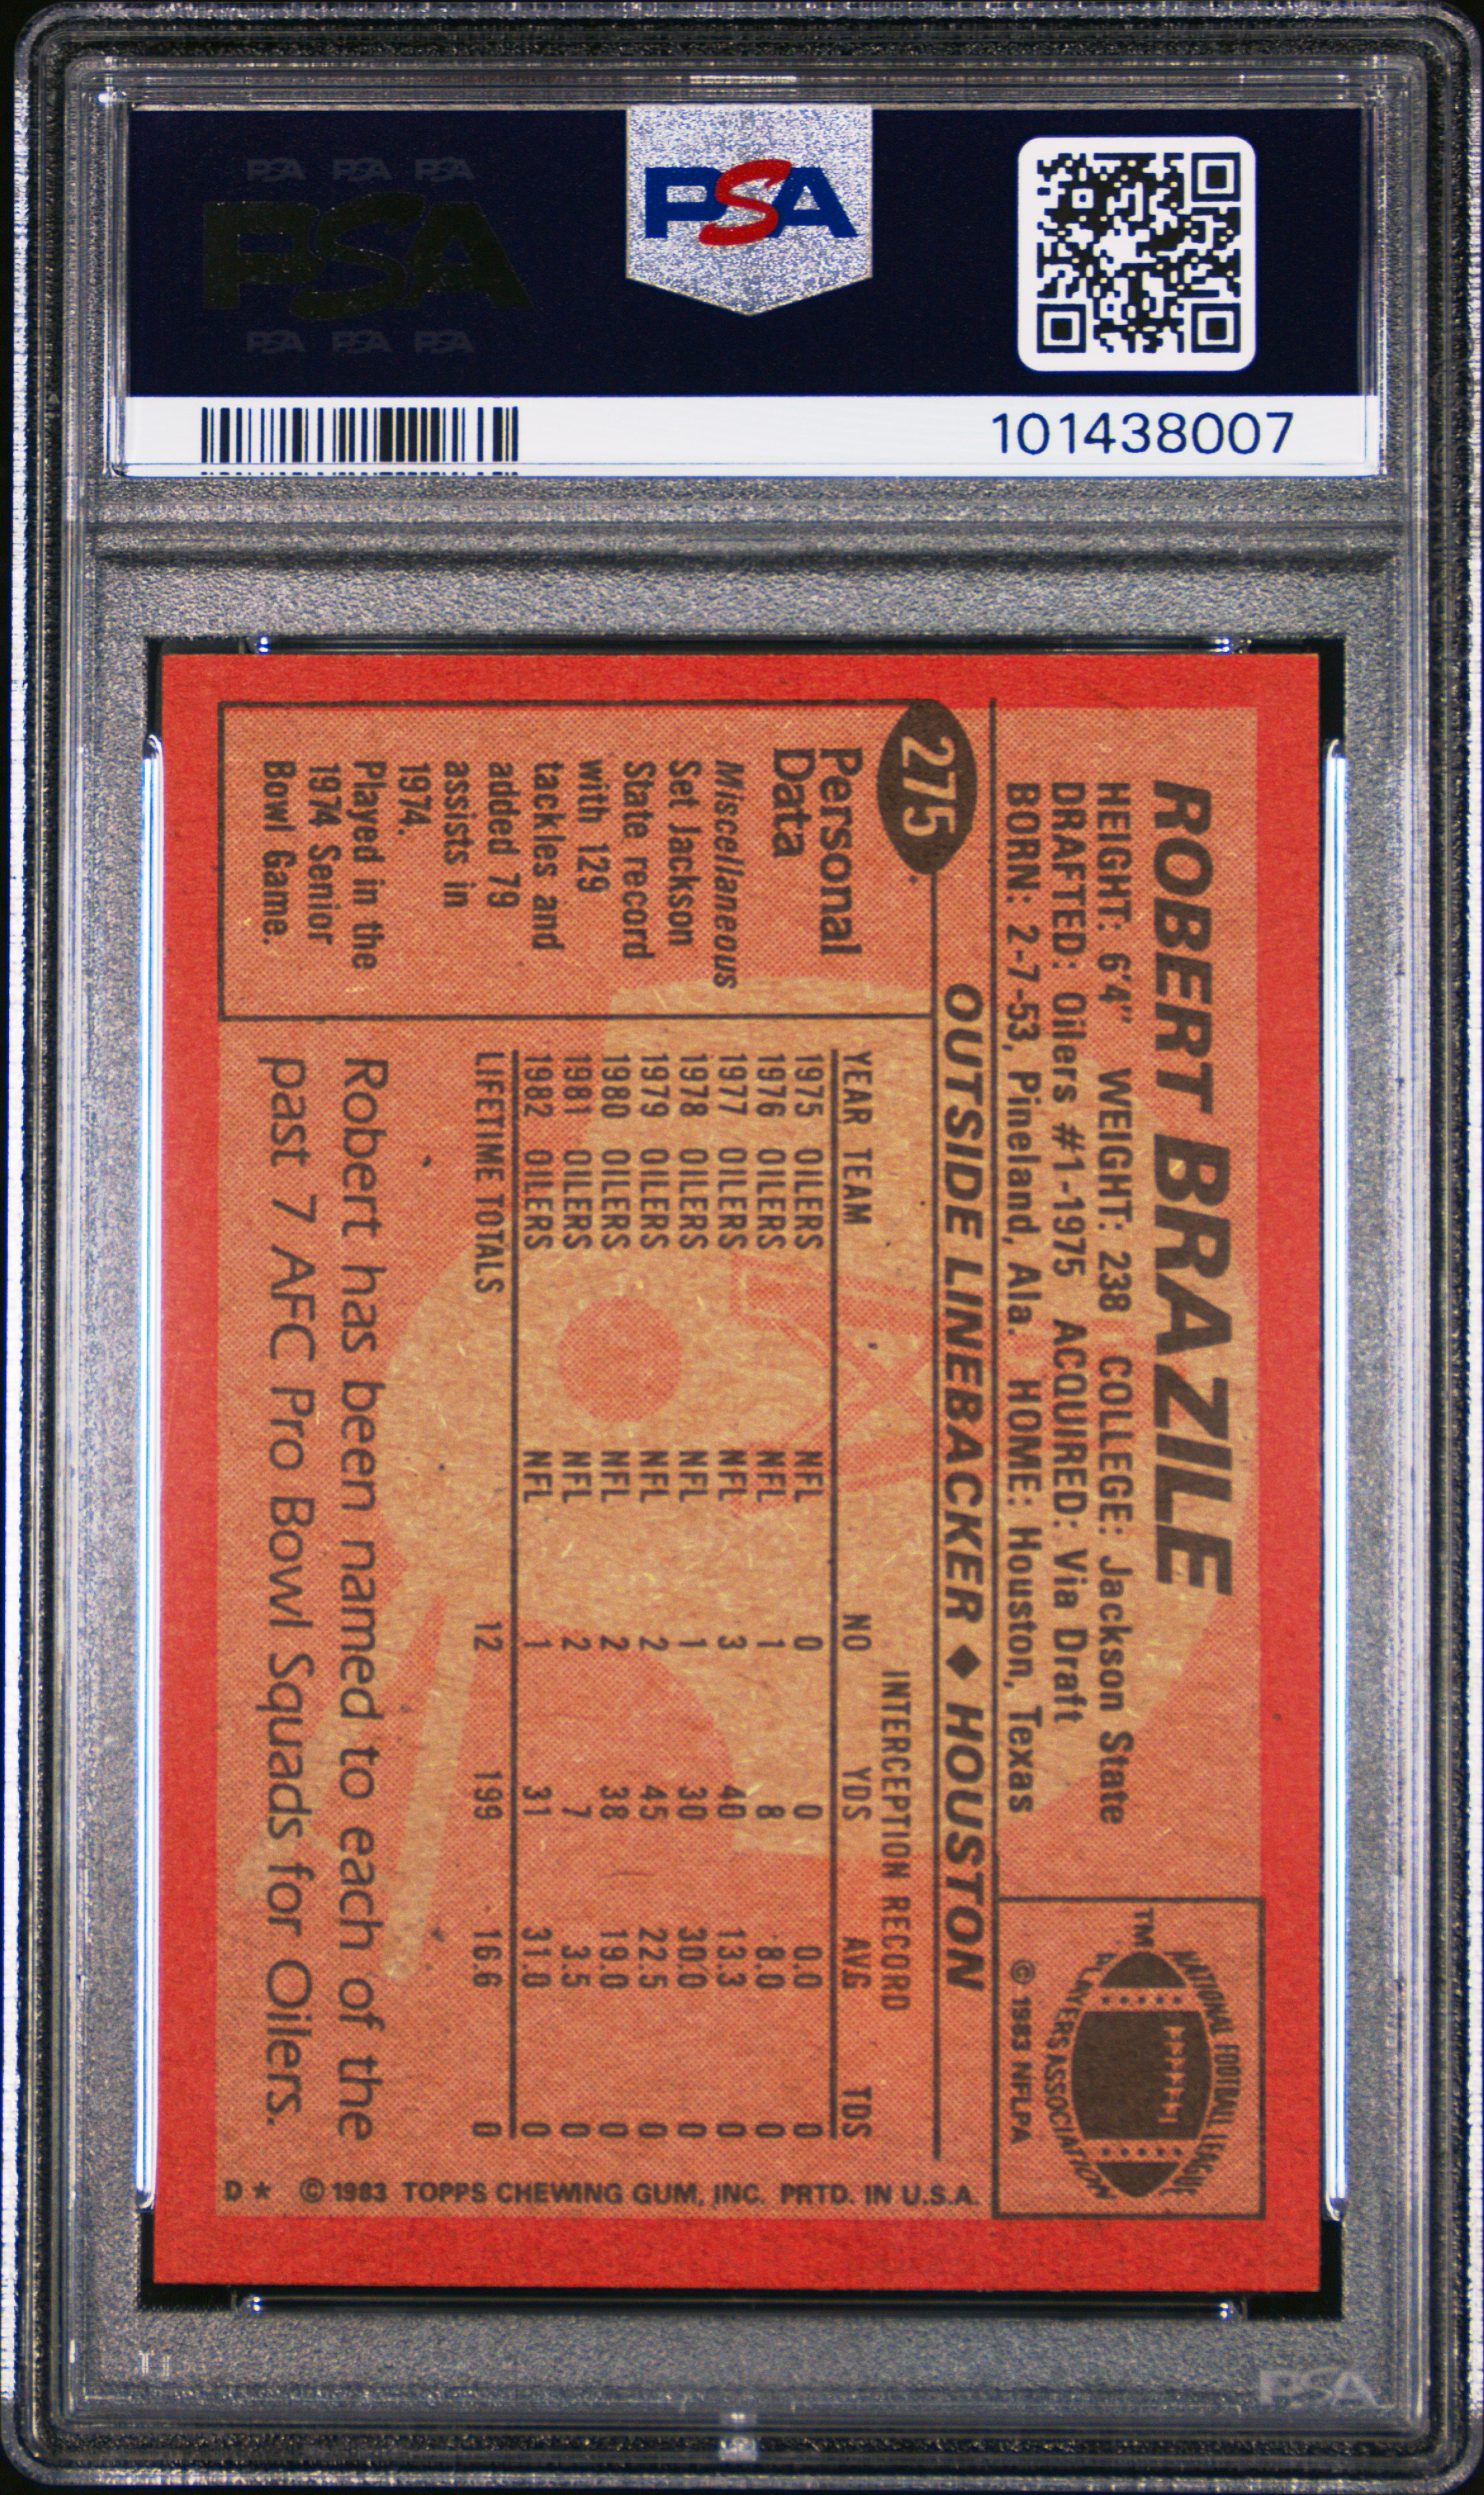 PSA PSA PSA
PSA
PSA PSA PSA
PSA
101438007
ROBERT BRAZILE
HEIGHT: 6'4" WEIGHT: 238 COLLEGE: Jackson State
DRAFTED: Oilers #1-1975 ACQUIRED: Via Draft
BORN: 2-7-53, Pineland, Ala. HOME: Houston, Texas
TM
NATIONAL FOOTBALL LEAGUE
PLAYERS ASSOCIATION
© 1983 NFLPA
275
OUTSIDE LINEBACKER ◆ HOUSTON
Personal
Data
Miscellaneous
Set Jackson
State record
with 129
tackles and
added 79
assists in
1974.
Played in the
1974 Senior
Bowl Game.
INTERCEPTION RECORD
YEAR TEAM NO YDS AVG TDS
1975 OILERS NFL 0 0 0.0 0
1976 OILERS NFL 1 8 8.0 0
1977 OILERS NFL 3 40 13.3 0
1978 OILERS NFL 1 30 30.0 0
1979 OILERS NFL 2 45 22.5 0
1980 OILERS NFL 2 38 19.0 0
1981 OILERS NFL 2 7 3.5 0
1982 OILERS NFL 1 31 31.0 0
LIFETIME TOTALS 12 199 16.6 0
Robert has been named to each of the
past 7 AFC Pro Bowl Squads for Oilers.
D* © 1983 TOPPS CHEWING GUM, INC. PRTD. IN U.S.A.
PSA